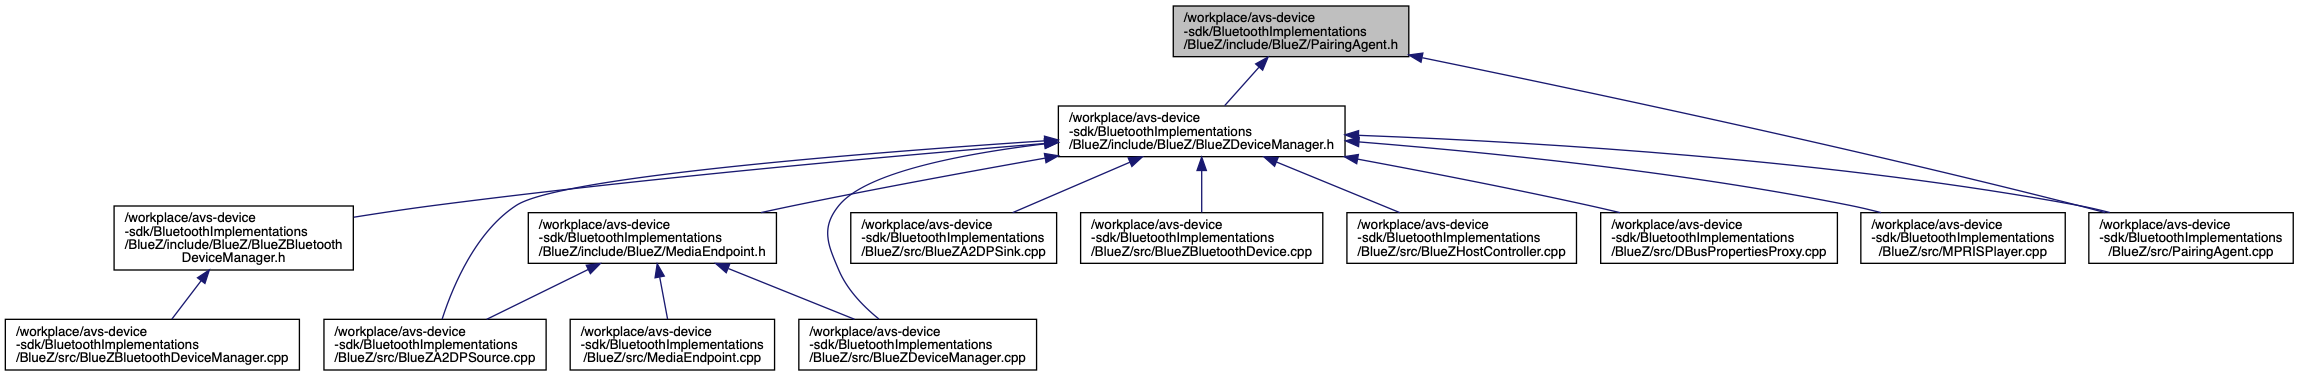 /workplace/avs-device
-sdk/BluetoothImplementations
/BlueZ/include/BlueZ/PairingAgent.h
/workplace/avs-device
-sdk/BluetoothImplementations
/BlueZ/include/BlueZ/BlueZDeviceManager.h
/workplace/avs-device
-sdk/BluetoothImplementations
/BlueZ/include/BlueZ/BlueZBluetooth
DeviceManager.h
/workplace/avs-device
-sdk/BluetoothImplementations
/BlueZ/include/BlueZ/MediaEndpoint.h
/workplace/avs-device
-sdk/BluetoothImplementations
/BlueZ/src/BlueZA2DPSink.cpp
/workplace/avs-device
-sdk/BluetoothImplementations
/BlueZ/src/BlueZBluetoothDevice.cpp
/workplace/avs-device
-sdk/BluetoothImplementations
/BlueZ/src/BlueZHostController.cpp
/workplace/avs-device
-sdk/BluetoothImplementations
/BlueZ/src/DBusPropertiesProxy.cpp
/workplace/avs-device
-sdk/BluetoothImplementations
/BlueZ/src/MPRISPlayer.cpp
/workplace/avs-device
-sdk/BluetoothImplementations
/BlueZ/src/PairingAgent.cpp
/workplace/avs-device
-sdk/BluetoothImplementations
/BlueZ/src/BlueZBluetoothDeviceManager.cpp
/workplace/avs-device
-sdk/BluetoothImplementations
/BlueZ/src/BlueZA2DPSource.cpp
/workplace/avs-device
-sdk/BluetoothImplementations
/BlueZ/src/MediaEndpoint.cpp
/workplace/avs-device
-sdk/BluetoothImplementations
/BlueZ/src/BlueZDeviceManager.cpp